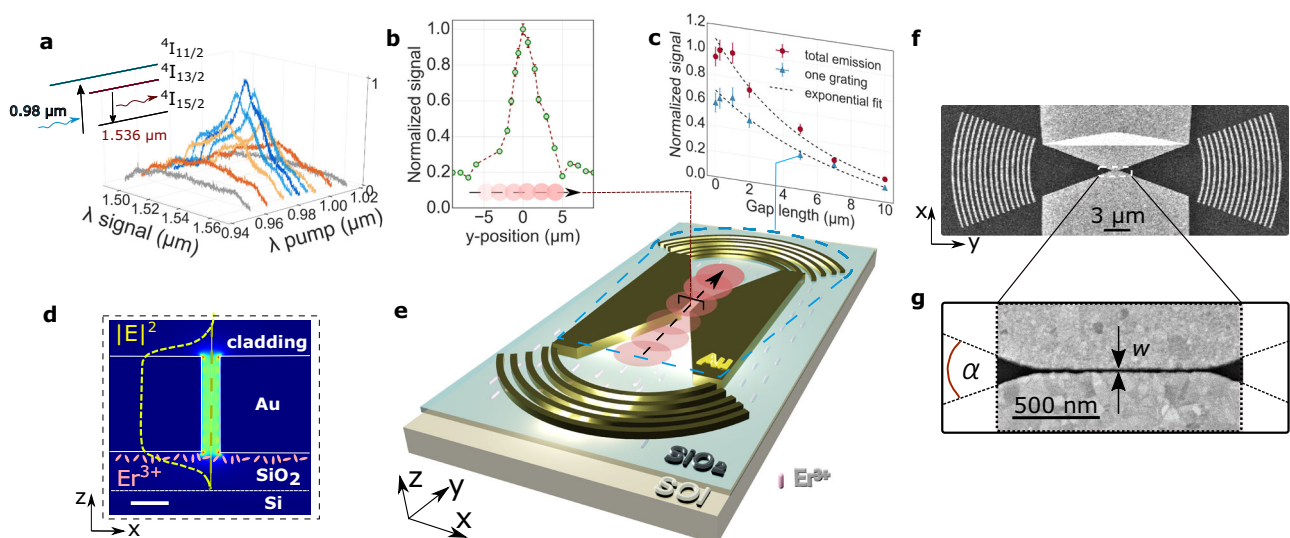 a
⁴I₁₁/₂
⁴I₁₃/₂
⁴I₁₅/₂
0.98 µm
1.536 µm
1
0
1.50
1.52
1.54
1.56
λ signal (µm)
0.94
0.96
0.98
1.00
1.02
λ pump (µm)
b
Normalized signal
1.0
0.8
0.6
0.4
0.2
0.0
−5
0
5
y-position (µm)
c
Normalized signal
1.2
1.0
0.8
0.6
0.4
0.2
0.0
total emission
one grating
exponential fit
0
2
4
6
8
10
Gap length [µm]
d
|E|²
cladding
Au
Er³⁺
SiO₂
Si
z
x
e
Au
SiO₂
SOI
Er³⁺
z
y
x
f
x
y
3 µm
g
α
w
500 nm